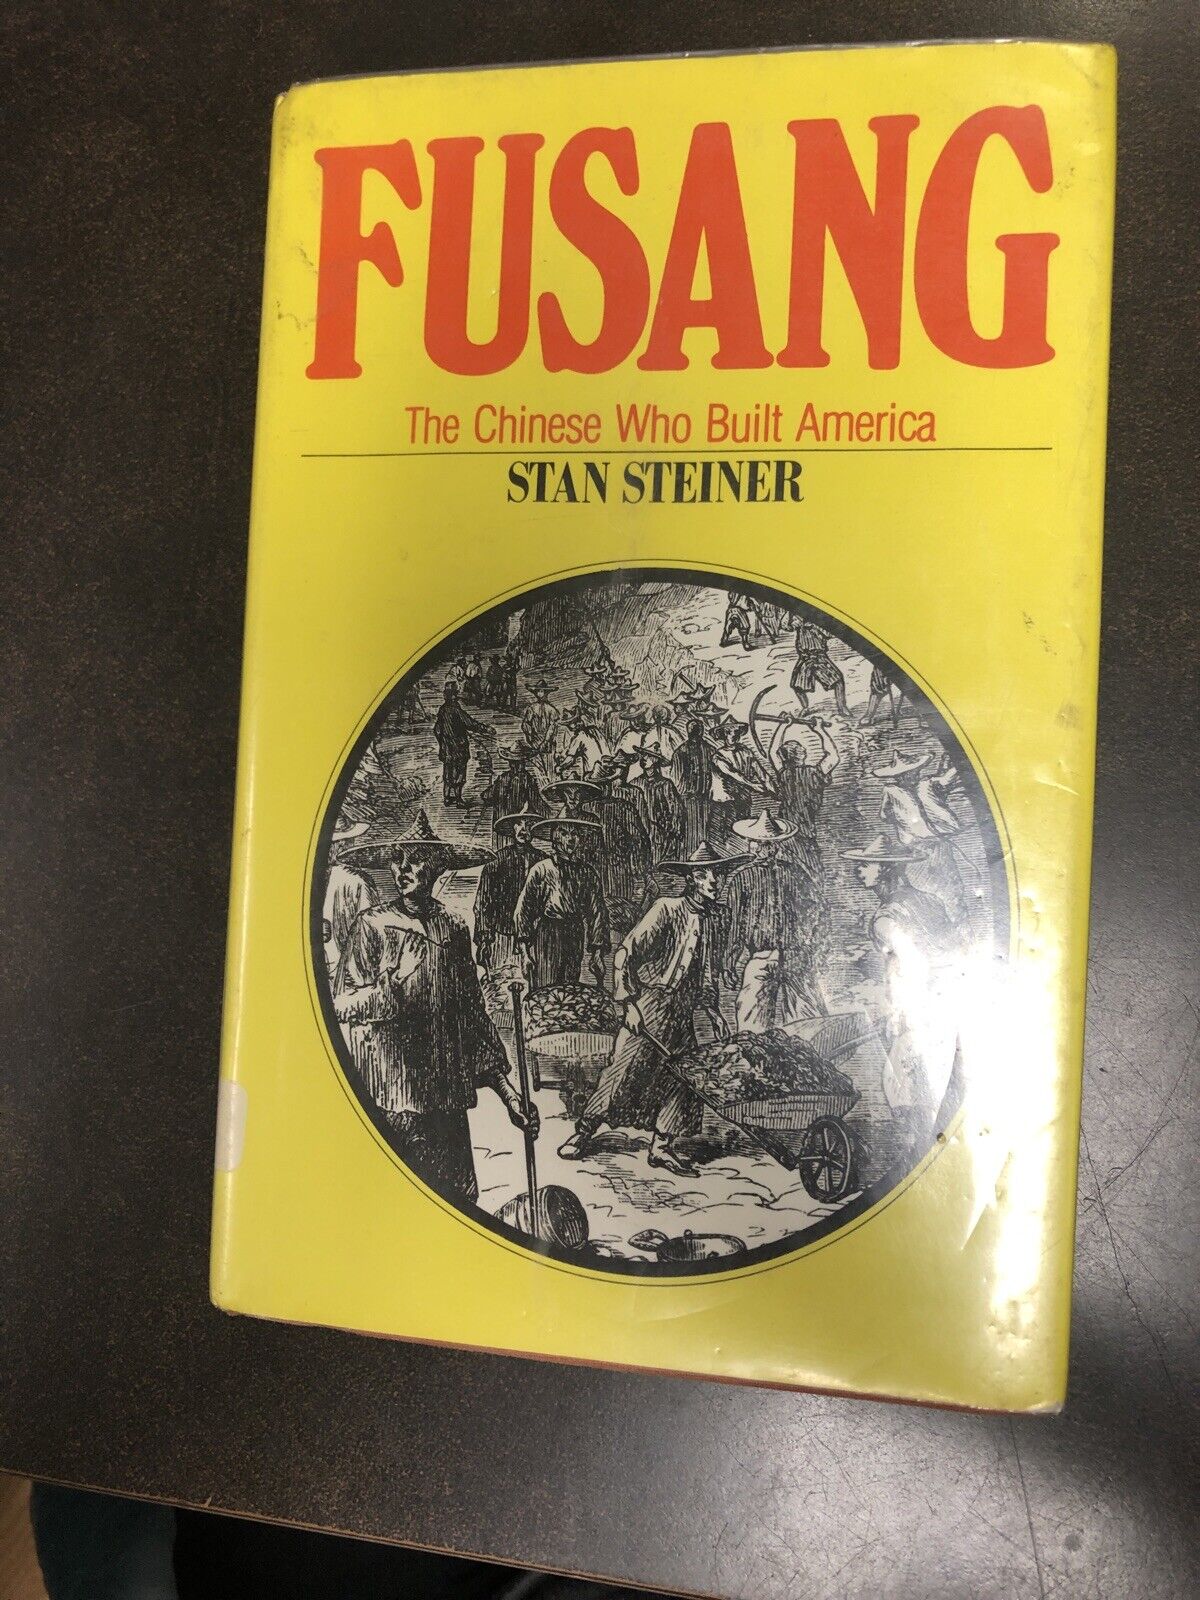 FUSANG
The Chinese Who Built America
STAN STEINER